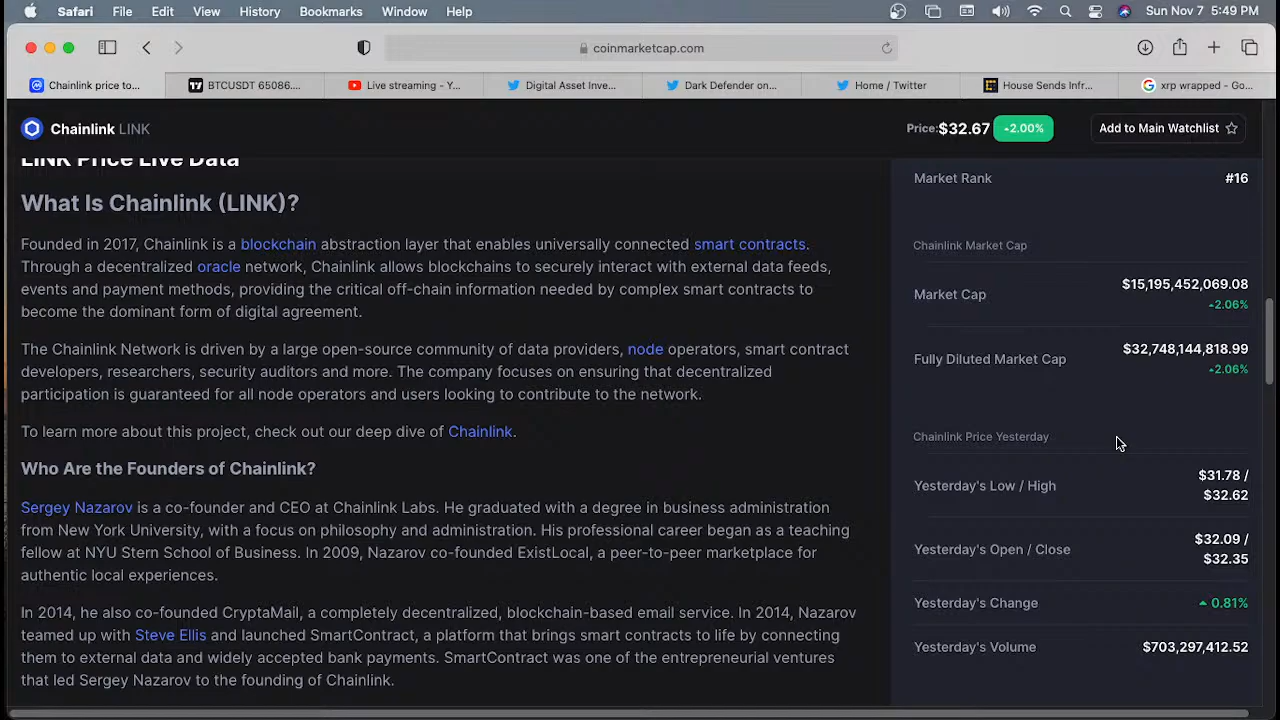 Safari File Edit View History Bookmarks Window Help Sun Nov 7 5:49 PM
coinmarketcap.com
Chainlink price to... BTCUSDT 65086.... Live streaming - Y... Digital Asset Inve... Dark Defender on... Home / Twitter House Sends Infr... xrp wrapped - Go...
Chainlink LINK Price: $32.67 2.00% Add to Main Watchlist
LINK Price Live Data
What Is Chainlink (LINK)?
Founded in 2017, Chainlink is a blockchain abstraction layer that enables universally connected smart contracts.
Through a decentralized oracle network, Chainlink allows blockchains to securely interact with external data feeds,
events and payment methods, providing the critical off-chain information needed by complex smart contracts to
become the dominant form of digital agreement.
The Chainlink Network is driven by a large open-source community of data providers, node operators, smart contract
developers, researchers, security auditors and more. The company focuses on ensuring that decentralized
participation is guaranteed for all node operators and users looking to contribute to the network.
To learn more about this project, check out our deep dive of Chainlink.
Who Are the Founders of Chainlink?
Sergey Nazarov is a co-founder and CEO at Chainlink Labs. He graduated with a degree in business administration
from New York University, with a focus on philosophy and administration. His professional career began as a teaching
fellow at NYU Stern School of Business. In 2009, Nazarov co-founded ExistLocal, a peer-to-peer marketplace for
authentic local experiences.
In 2014, he also co-founded CryptaMail, a completely decentralized, blockchain-based email service. In 2014, Nazarov
teamed up with Steve Ellis and launched SmartContract, a platform that brings smart contracts to life by connecting
them to external data and widely accepted bank payments. SmartContract was one of the entrepreneurial ventures
that led Sergey Nazarov to the founding of Chainlink.
Market Rank #16
Chainlink Market Cap
Market Cap $15,195,452,069.08
2.06%
Fully Diluted Market Cap $32,748,144,818.99
2.06%
Chainlink Price Yesterday
Yesterday's Low / High $31.78 /
$32.62
Yesterday's Open / Close $32.09 /
$32.35
Yesterday's Change 0.81%
Yesterday's Volume $703,297,412.52